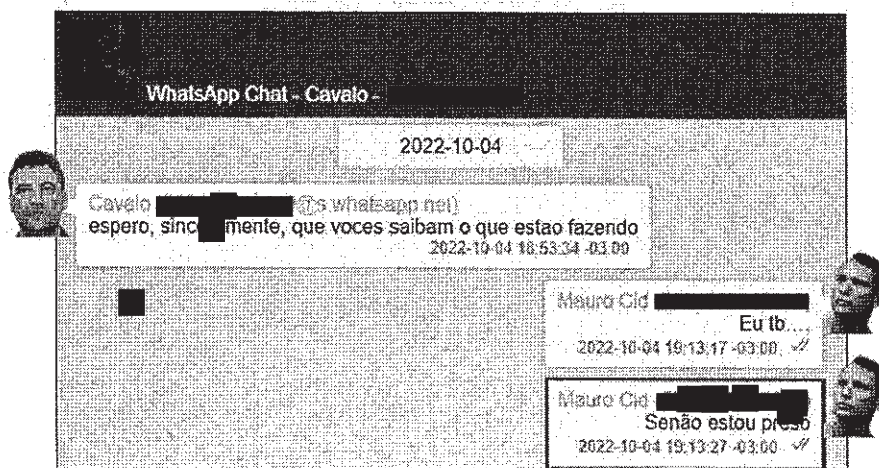 WhatsApp Chat - Cavalo -
2022-10-04
Cavalo @s.whatsapp.net)
espero, sinc mente, que voces saibam o que estao fazendo
2022-10-04 18:53:34 -03:00
Mauro Cid
Eu tb....
2022-10-04 19:13:17 -03:00
Mauro Cid
Senão estou preso
2022-10-04 19:13:27 -03:00